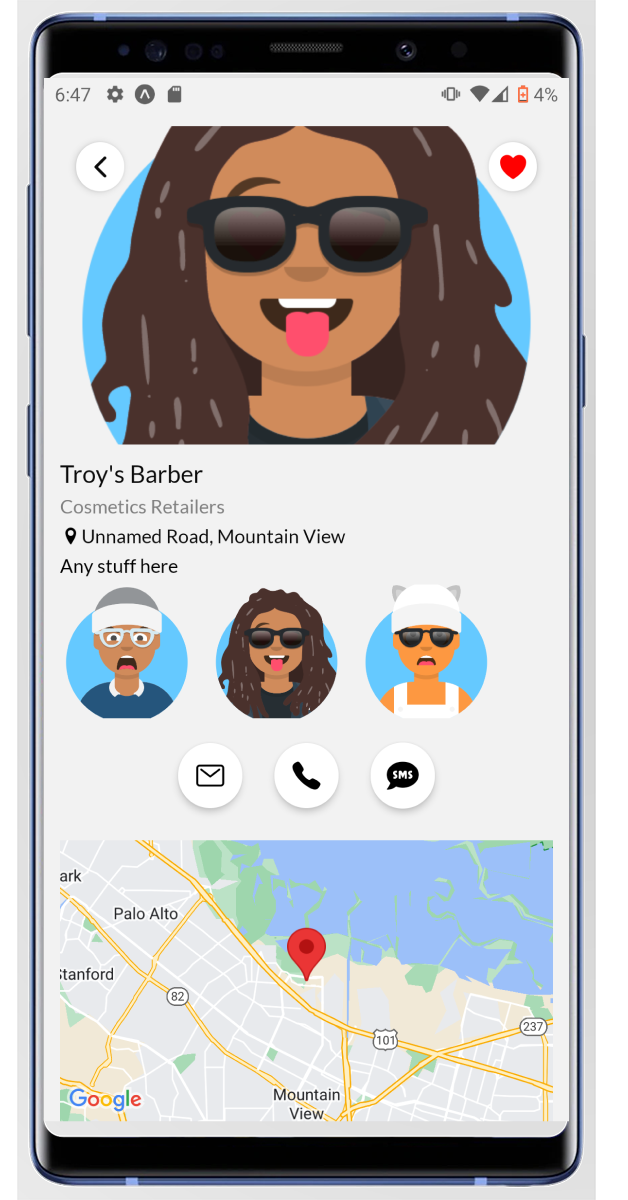 6:47
4%
Troy's Barber
Cosmetics Retailers
Unnamed Road, Mountain View
Any stuff here
SMS
ark
Palo Alto
Stanford
82
101
237
Google
Mountain
View